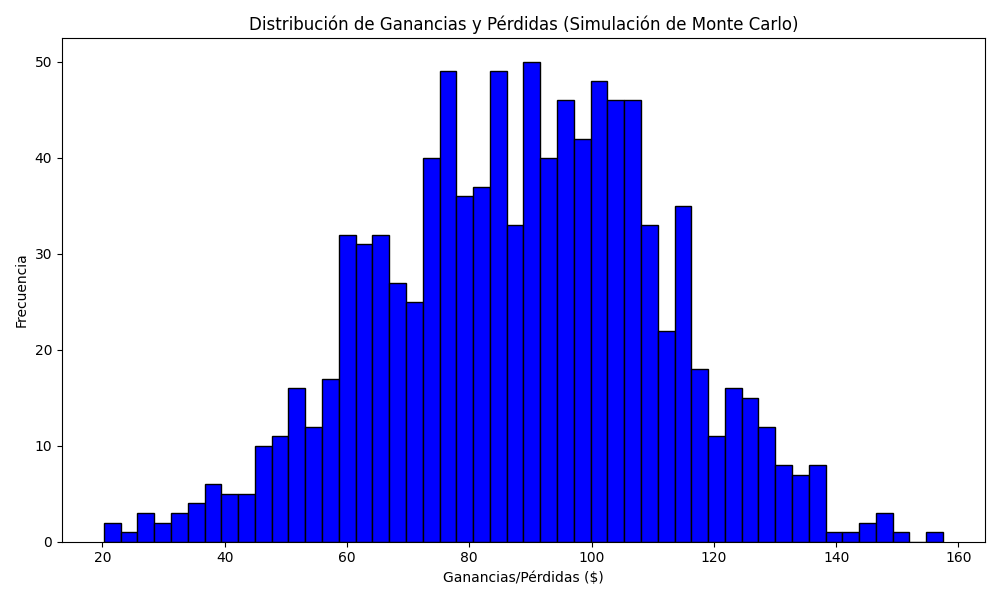 Distribución de Ganancias y Pérdidas (Simulación de Monte Carlo)
50
40
30
20
10
0
Frecuencia
20 40 60 80 100 120 140 160
Ganancias/Pérdidas ($)